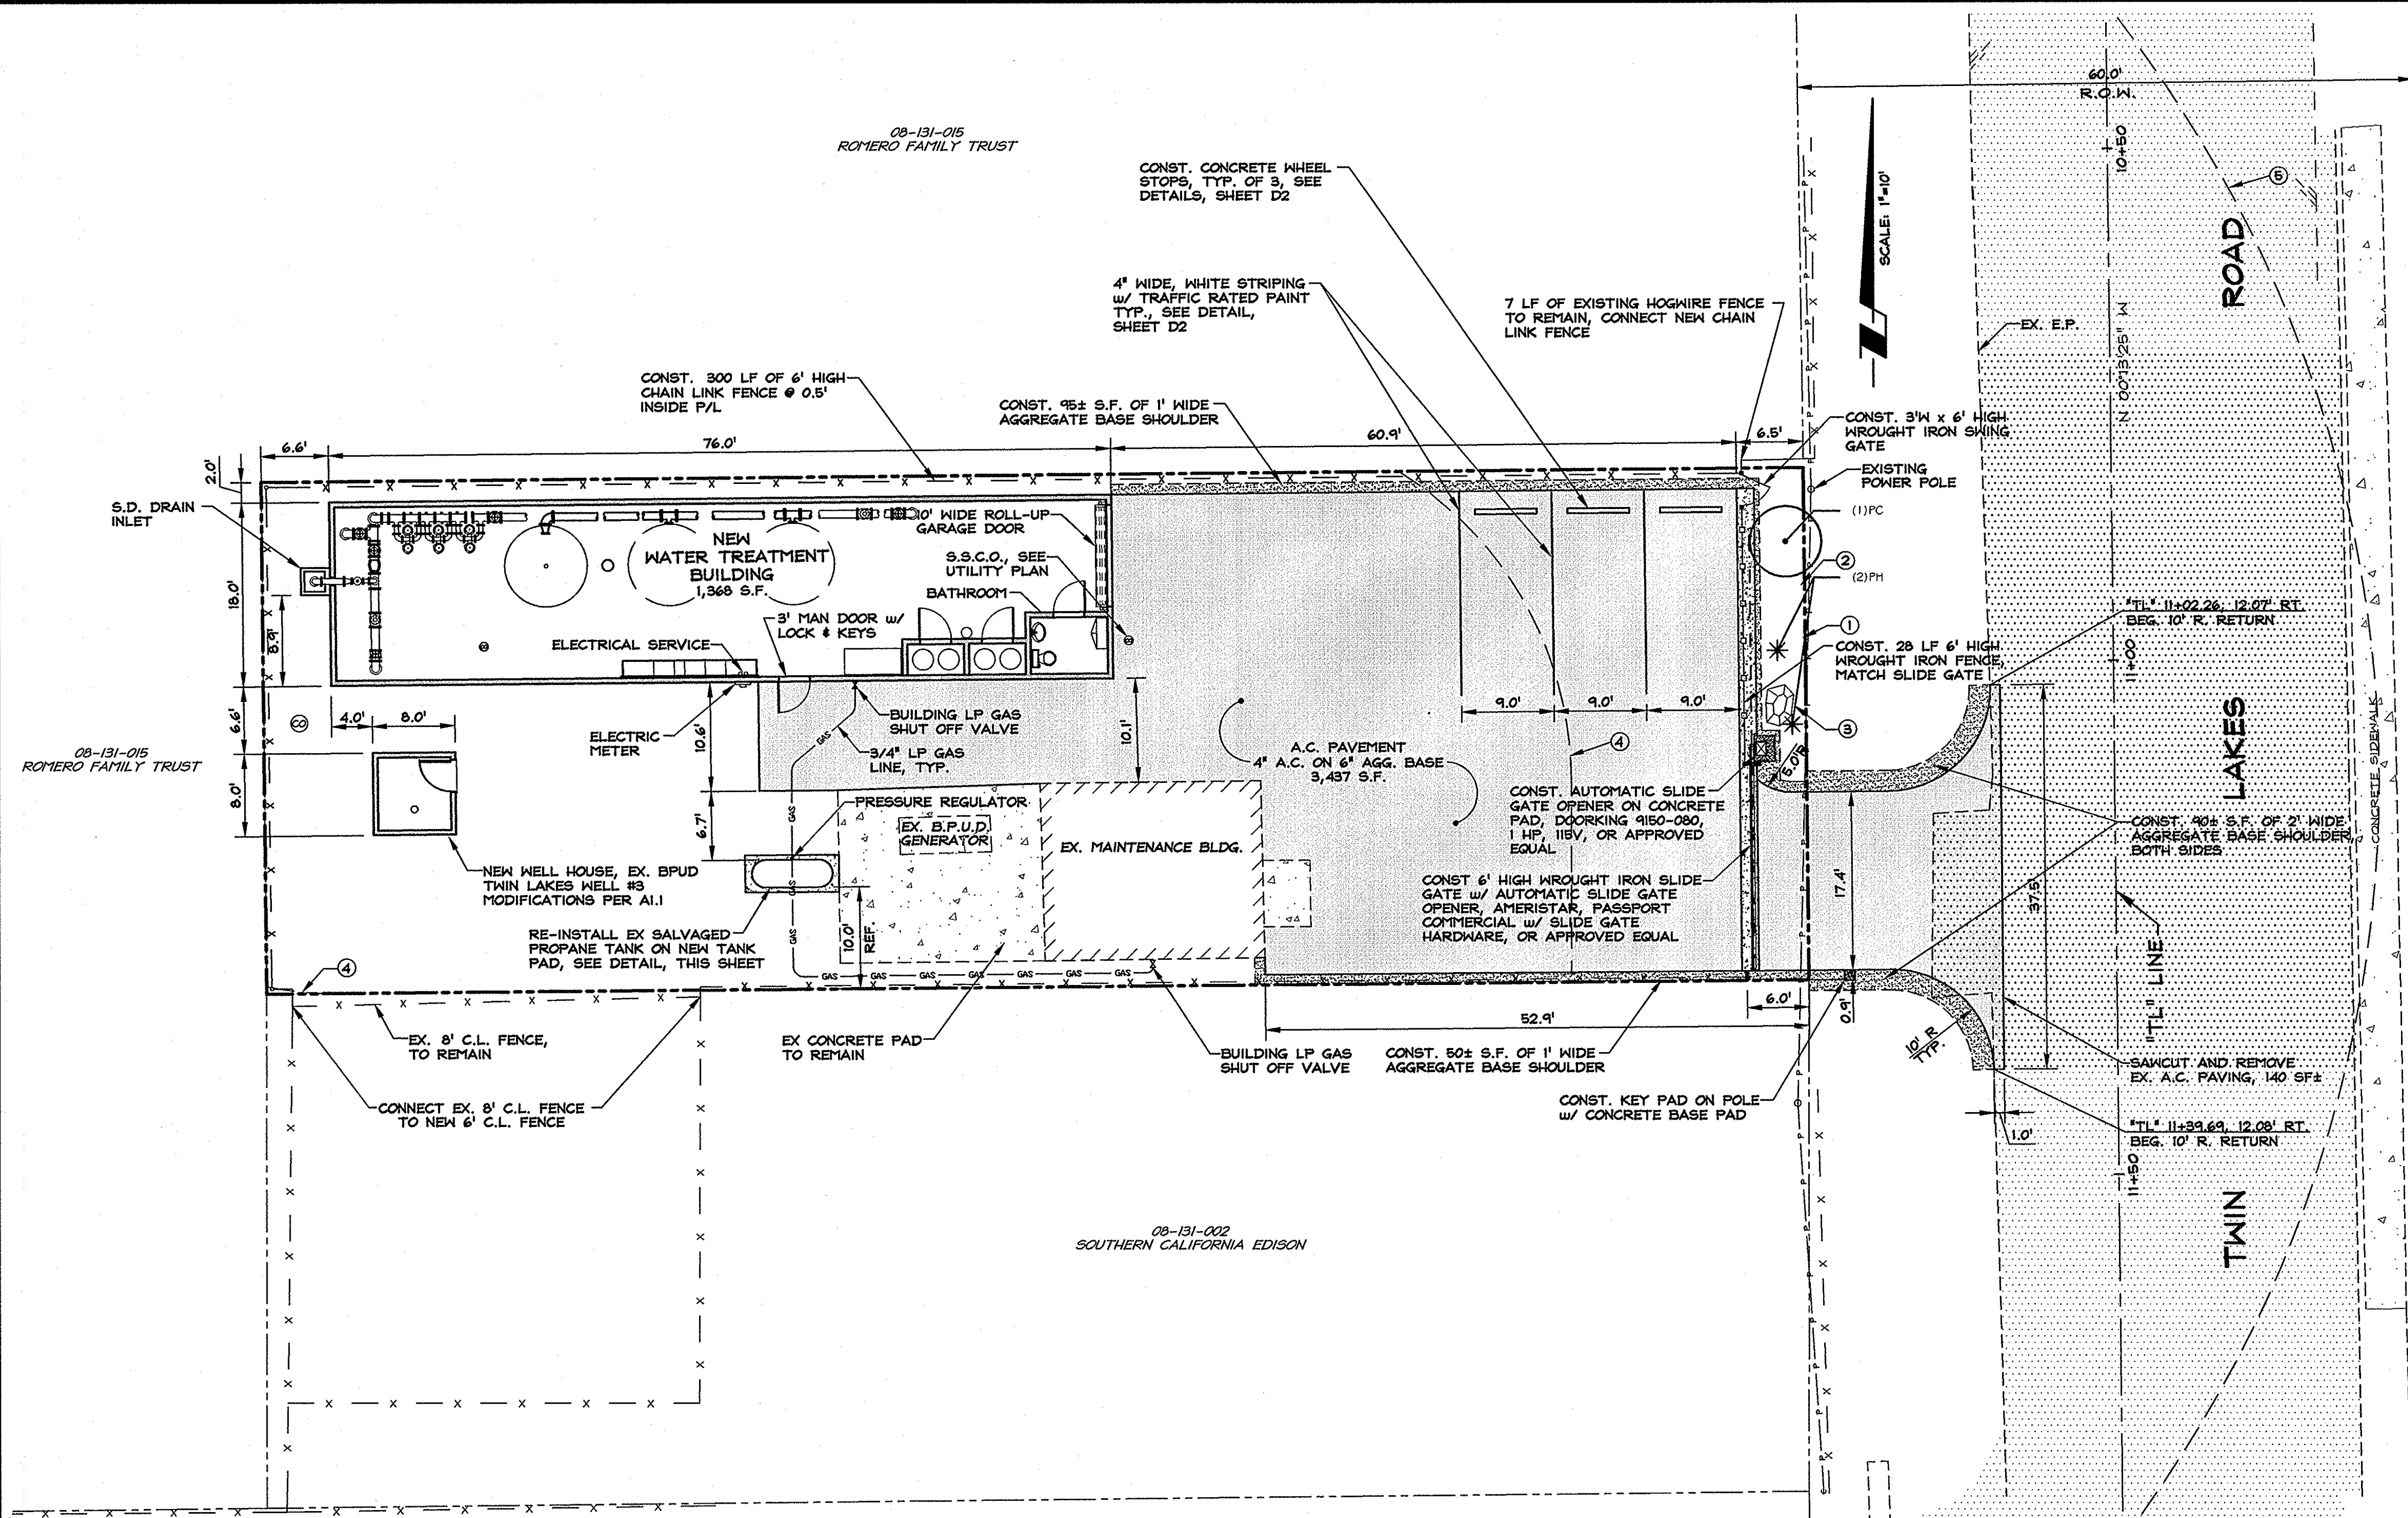 60.0'
R.O.W.
08-131-015
ROMERO FAMILY TRUST
10+50
CONST. CONCRETE WHEEL
STOPS, TYP. OF 3, SEE
DETAILS, SHEET D2
5
SCALE: 1"=10'
ROAD
4" WIDE, WHITE STRIPING
w/ TRAFFIC RATED PAINT
TYP., SEE DETAIL,
SHEET D2
7 LF OF EXISTING HOGWIRE FENCE
TO REMAIN, CONNECT NEW CHAIN
LINK FENCE
EX. E.P.
N 00°13'25" W
CONST. 300 LF OF 6' HIGH
CHAIN LINK FENCE @ 0.5'
INSIDE P/L
CONST. 95± S.F. OF 1' WIDE
AGGREGATE BASE SHOULDER
CONST. 3'W x 6' HIGH
WROUGHT IRON SWING
GATE
6.6'
76.0'
60.9'
6.5'
2.0'
EXISTING
POWER POLE
S.D. DRAIN
INLET
10' WIDE ROLL-UP
GARAGE DOOR
(1)PC
NEW
WATER TREATMENT
BUILDING
1,368 S.F.
S.S.C.O., SEE
UTILITY PLAN
2
(2)PH
BATHROOM
18.0'
8.9'
3' MAN DOOR w/
LOCK & KEYS
"TL" 11+02.26, 12.07' RT.
BEG. 10' R. RETURN
1
ELECTRICAL SERVICE
CONST. 28 LF 6' HIGH
WROUGHT IRON FENCE,
MATCH SLIDE GATE
11+00
9.0'
9.0'
9.0'
CO
4.0'
8.0'
6.6'
ELECTRIC
METER
10.6'
BUILDING LP GAS
SHUT OFF VALVE
GAS
10.1'
3
4
LAKES
CONCRETE SIDEWALK
08-131-015
ROMERO FAMILY TRUST
3/4" LP GAS
LINE, TYP.
A.C. PAVEMENT
4" A.C. ON 6" AGG. BASE
3,437 S.F.
5.0'R
8.0'
6.7'
PRESSURE REGULATOR
GAS
EX. B.P.U.D.
GENERATOR
EX. MAINTENANCE BLDG.
CONST. AUTOMATIC SLIDE
GATE OPENER ON CONCRETE
PAD, DOORKING 9150-080,
1 HP, 115V, OR APPROVED
EQUAL
CONST. 90± S.F. OF 2' WIDE
AGGREGATE BASE SHOULDER,
BOTH SIDES
NEW WELL HOUSE, EX. BPUD
TWIN LAKES WELL #3
MODIFICATIONS PER A1.1
GAS
CONST 6' HIGH WROUGHT IRON SLIDE
GATE w/ AUTOMATIC SLIDE GATE
OPENER, AMERISTAR, PASSPORT
COMMERCIAL w/ SLIDE GATE
HARDWARE, OR APPROVED EQUAL
17.4'
37.5'
RE-INSTALL EX SALVAGED
PROPANE TANK ON NEW TANK
PAD, SEE DETAIL, THIS SHEET
GAS
10.0'
REF.
"TL" LINE
4
GAS
GAS
GAS
GAS
GAS
GAS
6.0'
0.9'
52.9'
10' R
TYP.
EX. 8' C.L. FENCE,
TO REMAIN
EX CONCRETE PAD
TO REMAIN
BUILDING LP GAS
SHUT OFF VALVE
CONST. 50± S.F. OF 1' WIDE
AGGREGATE BASE SHOULDER
SAWCUT AND REMOVE
EX. A.C. PAVING, 140 SF±
CONNECT EX. 8' C.L. FENCE
TO NEW 6' C.L. FENCE
CONST. KEY PAD ON POLE
w/ CONCRETE BASE PAD
"TL" 11+39.69, 12.08' RT.
BEG. 10' R. RETURN
1.0'
11+50
08-131-002
SOUTHERN CALIFORNIA EDISON
TWIN